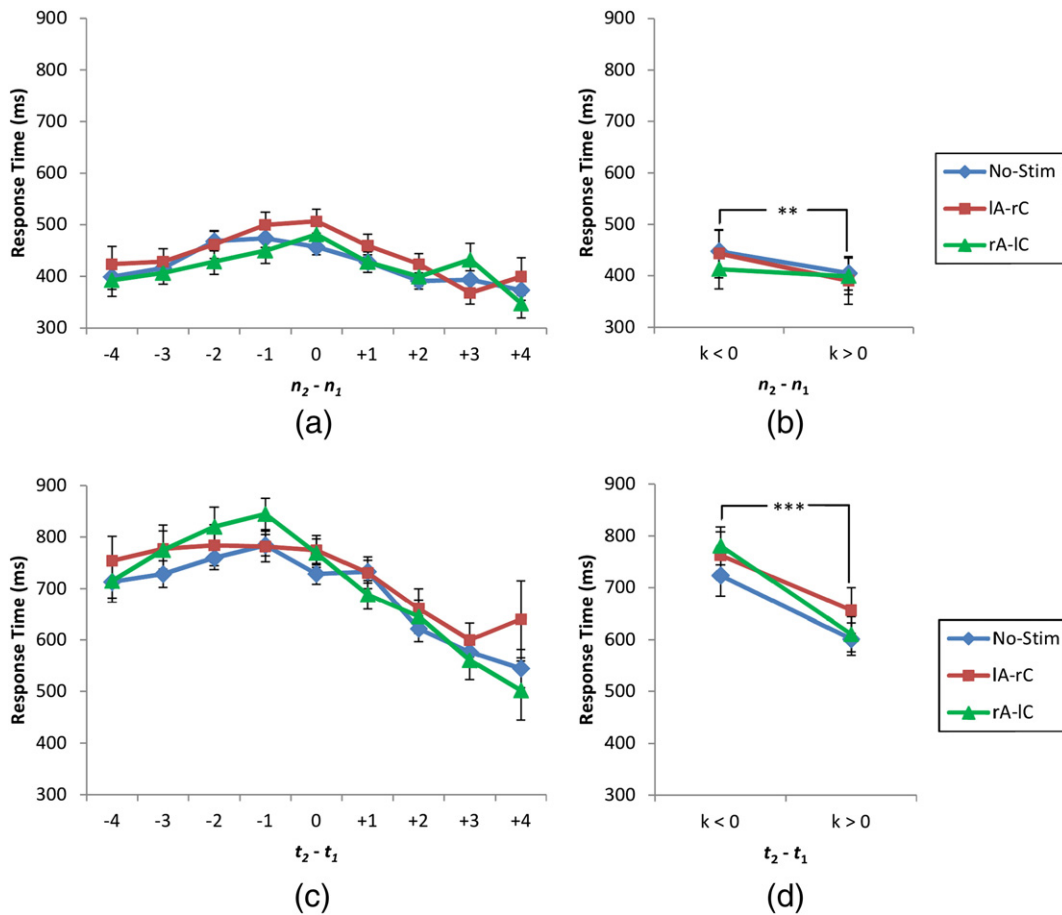 900
800
700
600
500
400
300
Response Time (ms)
-4 -3 -2 -1 0 +1 +2 +3 +4
n₂ - n₁
(a)
900
800
700
600
500
400
300
Response Time (ms)
**
k < 0 k > 0
n₂ - n₁
(b)
No-Stim
lA-rC
rA-lC
900
800
700
600
500
400
300
Response Time (ms)
-4 -3 -2 -1 0 +1 +2 +3 +4
t₂ - t₁
(c)
900
800
700
600
500
400
300
Response Time (ms)
***
k < 0 k > 0
t₂ - t₁
(d)
No-Stim
lA-rC
rA-lC